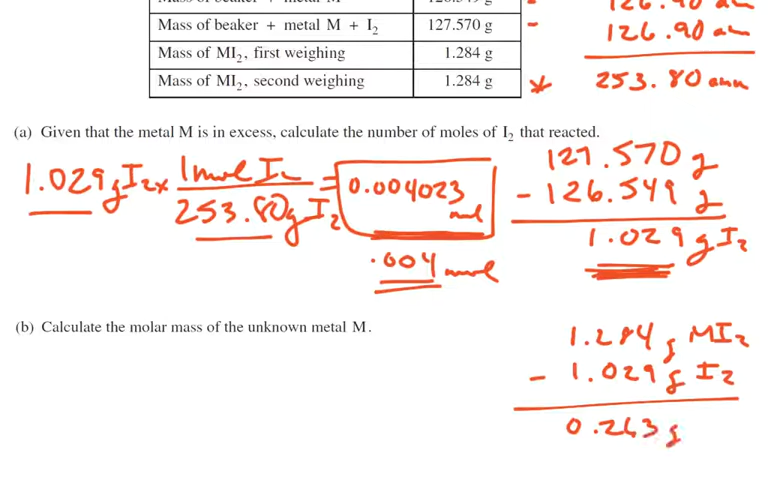 126.90 am
Mass of beaker + metal M + I₂ 127.570 g - 126.90 am
Mass of MI₂, first weighing 1.284 g
Mass of MI₂, second weighing 1.284 g * 253.80 amu
(a) Given that the metal M is in excess, calculate the number of moles of I₂ that reacted.
1.029 g I₂ x 1 mol I₂ / 253.80 g I₂ = 0.004023 mol
.004 mol
127.570 g
- 126.549 g
1.029 g I₂
(b) Calculate the molar mass of the unknown metal M.
1.284 g MI₂
- 1.029 g I₂
0.263 g